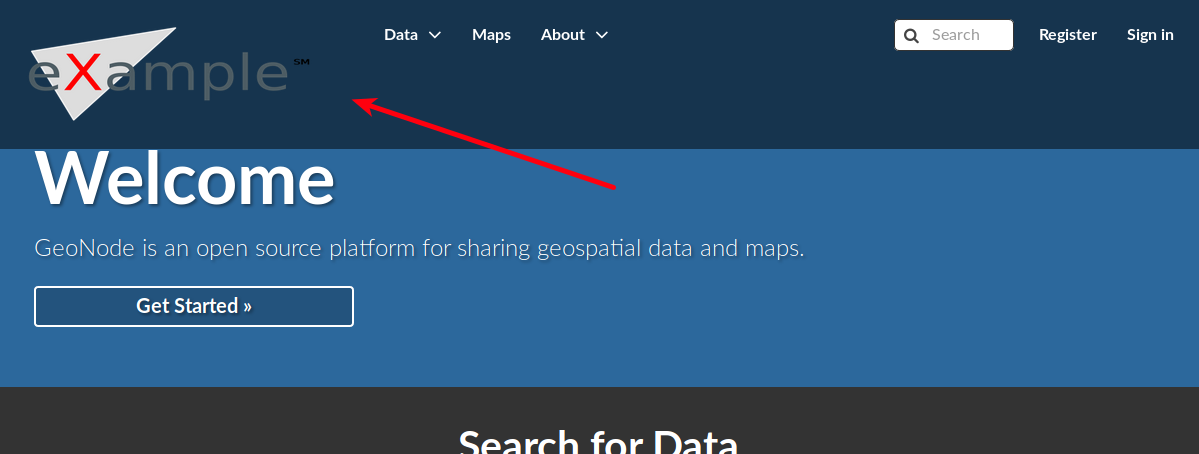 eXample℠
Data
Maps
About
Search
Register
Sign in
Welcome
GeoNode is an open source platform for sharing geospatial data and maps.
Get Started »
Search for Data